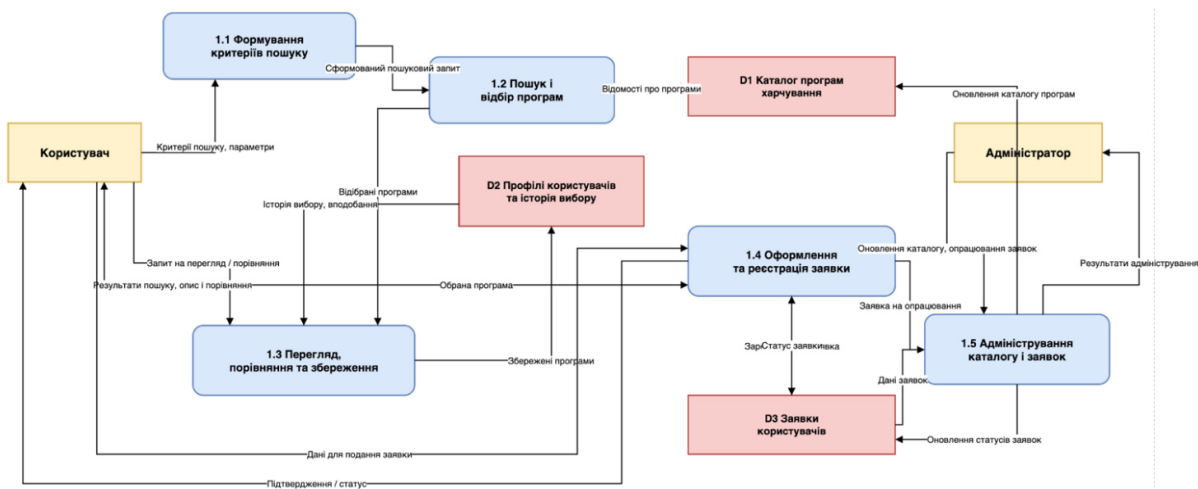 1.1 Формування
критеріїв пошуку
Сформований пошуковий запит
1.2 Пошук і
відбір програм
Відомості про програми
D1 Каталог програм
харчування
Оновлення каталогу програм
Користувач
Критерії пошуку, параметри
Адміністратор
Відібрані програми
Історія вибору, вподобання
D2 Профілі користувачів
та історія вибору
Запит на перегляд / порівняння
Результати пошуку, опис і порівняння
Обрана програма
1.4 Оформлення
та реєстрація заявки
Оновлення каталогу, опрацювання заявок
Результати адміністрування
Заявка на опрацювання
1.3 Перегляд,
порівняння та збереження
Збережені програми
Статус заявки
1.5 Адміністрування
каталогу і заявок
Дані заявок
D3 Заявки
користувачів
Оновлення статусів заявок
Дані для подання заявки
Підтвердження / статус